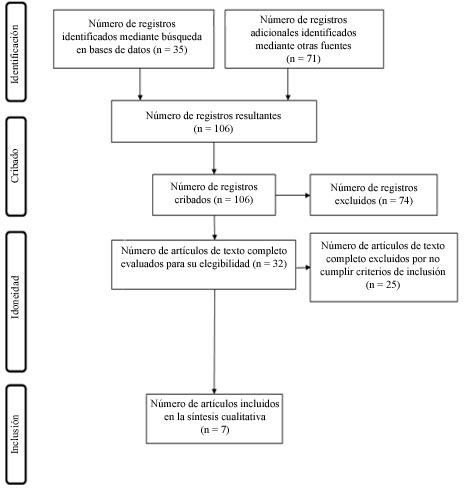 Identificación
Número de registros
identificados mediante búsqueda
en bases de datos (n = 35)
Número de registros
adicionales identificados
mediante otras fuentes
(n = 71)
Número de registros resultantes
(n = 106)
Cribado
Número de registros
cribados (n = 106)
Número de registros
excluidos (n = 74)
Idoneidad
Número de artículos de texto completo
evaluados para su elegibilidad (n = 32)
Número de artículos de texto
completo excluidos por no
cumplir criterios de inclusión
(n = 25)
Inclusión
Número de artículos incluidos
en la síntesis cualitativa
(n = 7)